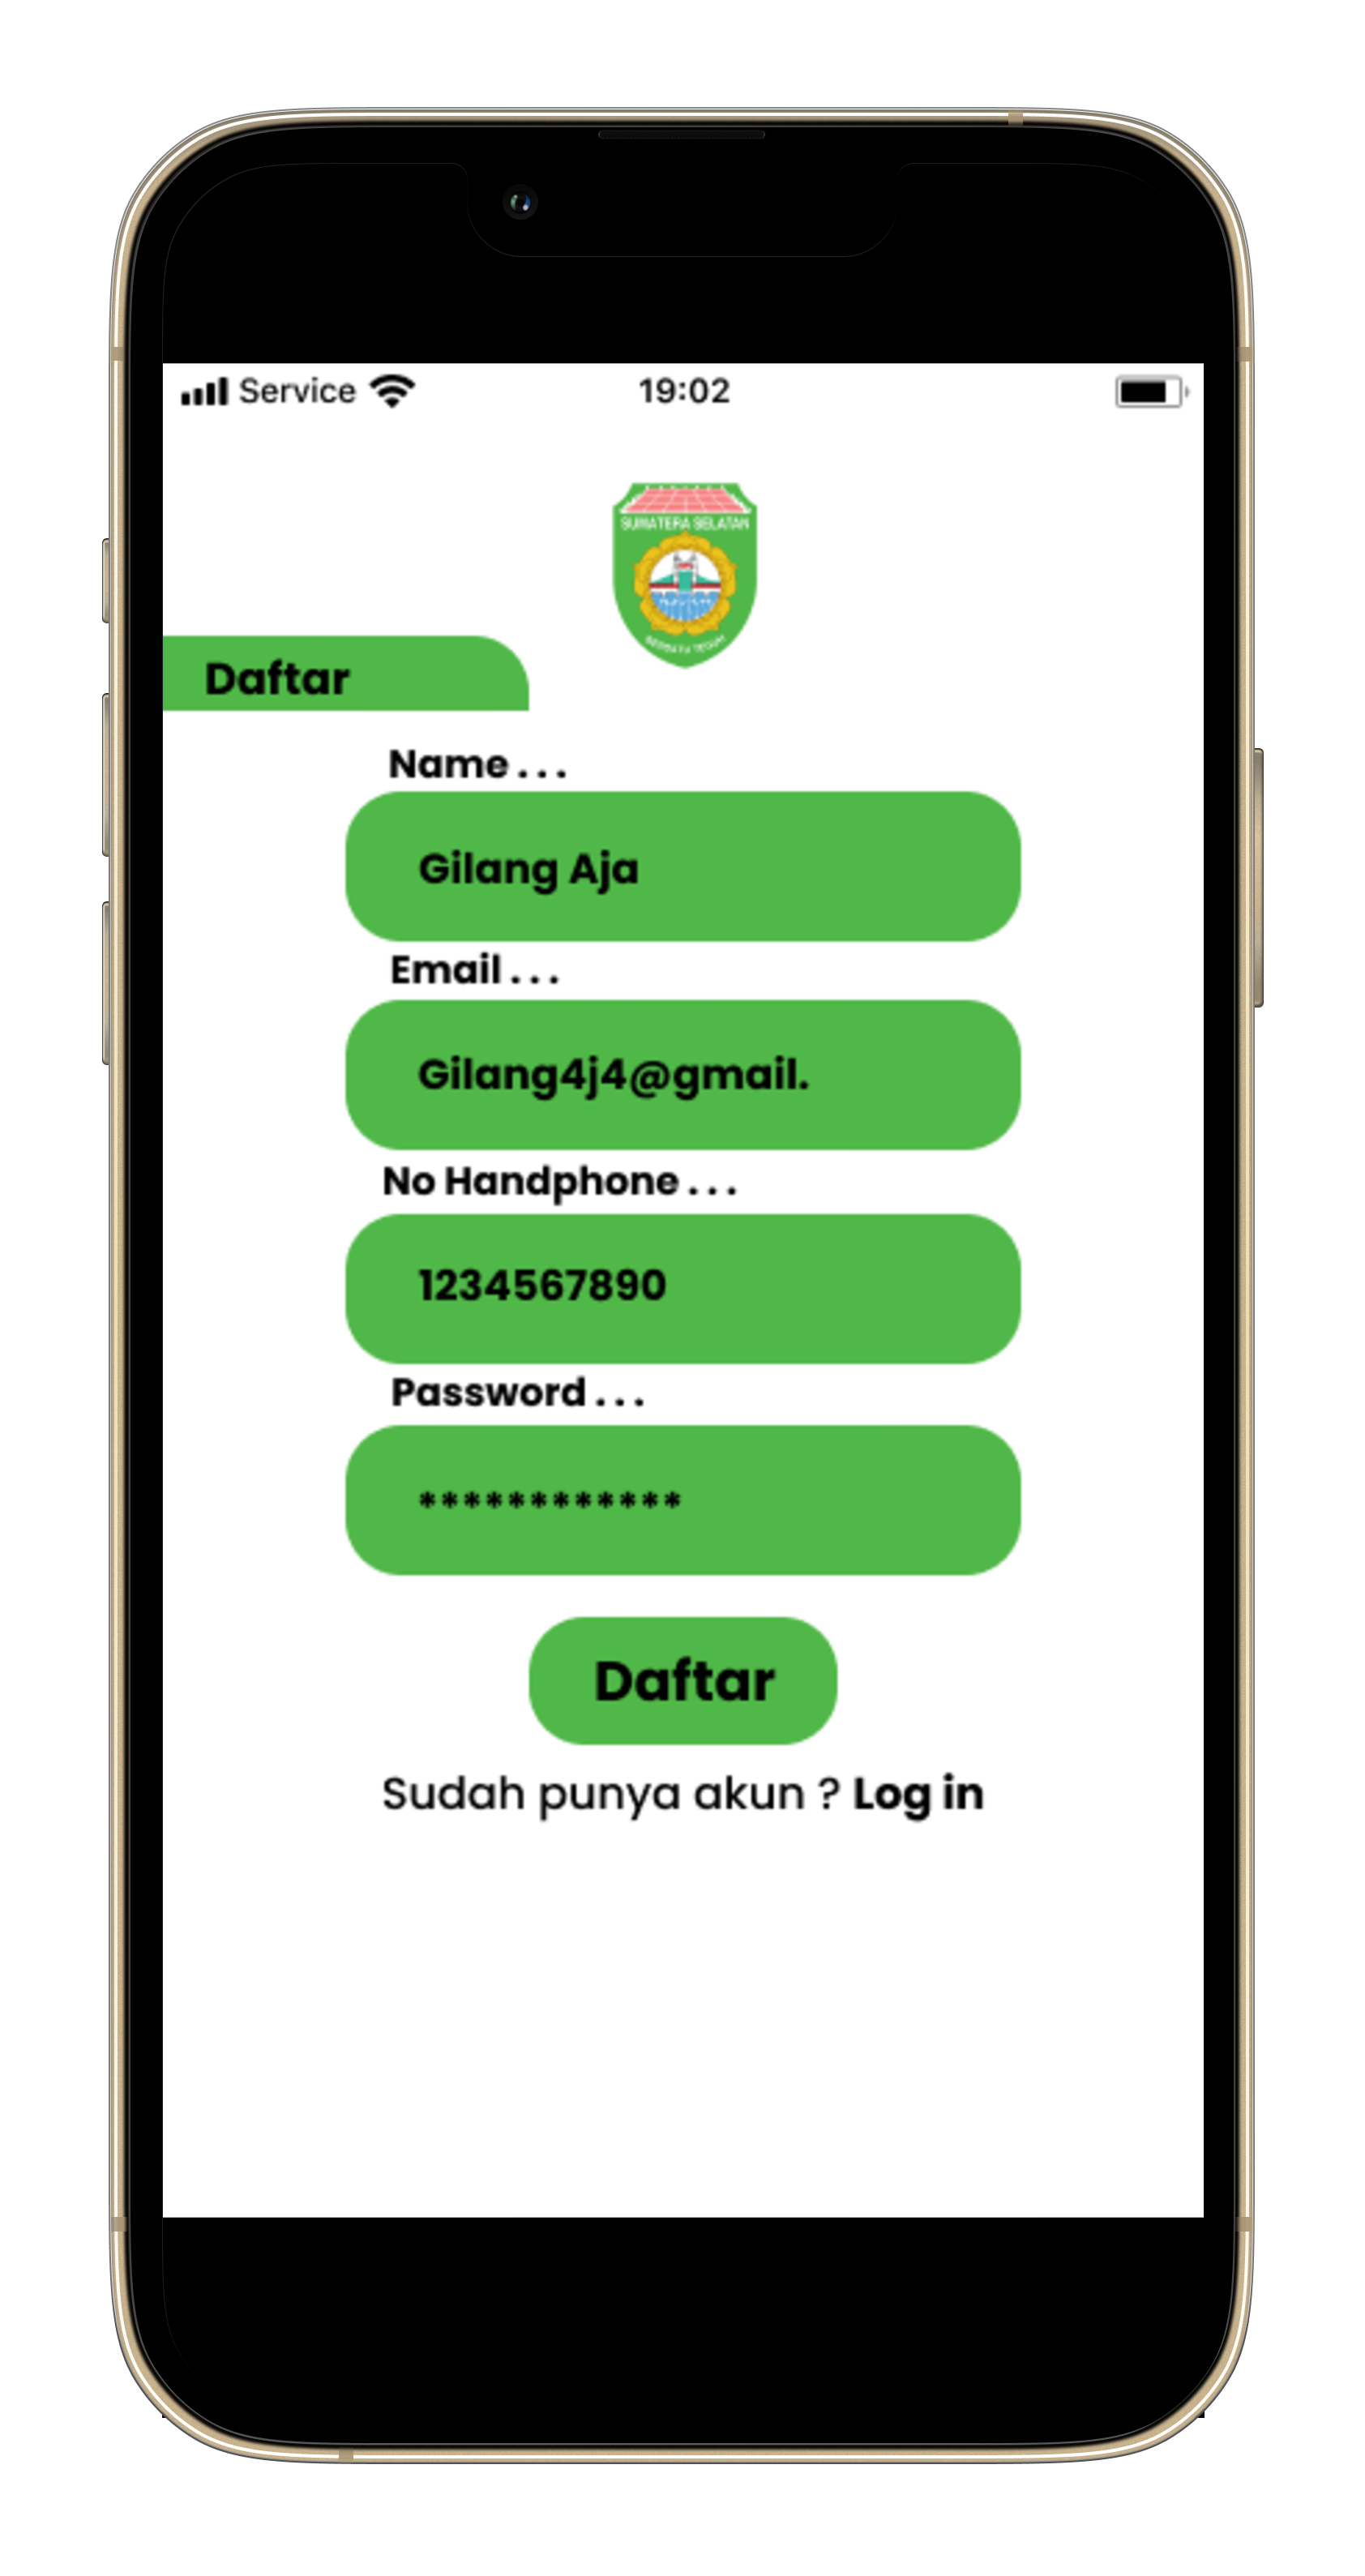 Service 19:02
SUMATERA SELATAN
Daftar
Name . . .
Gilang Aja
Email . . .
Gilang4j4@gmail.
No Handphone . . .
1234567890
Password . . .
************
Daftar
Sudah punya akun ? Log in